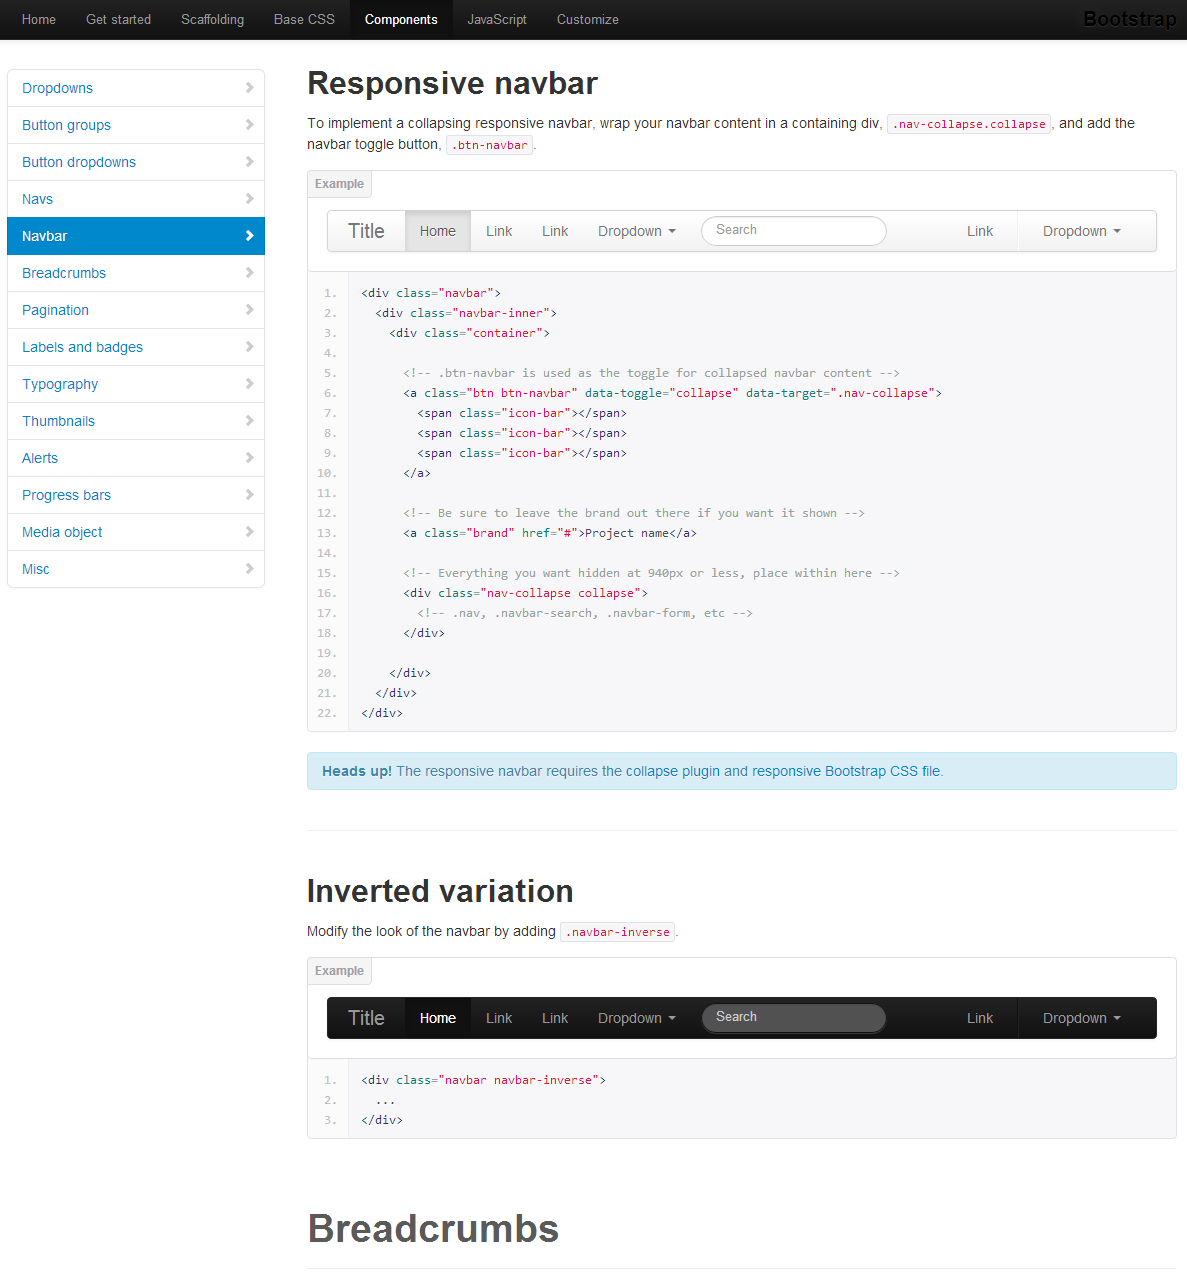 Home Get started Scaffolding Base CSS Components JavaScript Customize Bootstrap
Dropdowns
Button groups
Button dropdowns
Navs
Navbar
Breadcrumbs
Pagination
Labels and badges
Typography
Thumbnails
Alerts
Progress bars
Media object
Misc
Responsive navbar
To implement a collapsing responsive navbar, wrap your navbar content in a containing div, .nav-collapse.collapse, and add the
navbar toggle button, .btn-navbar.
Example
Title Home Link Link Dropdown Search Link Dropdown
1. <div class="navbar">
2. <div class="navbar-inner">
3. <div class="container">
4.
5. <!-- .btn-navbar is used as the toggle for collapsed navbar content -->
6. <a class="btn btn-navbar" data-toggle="collapse" data-target=".nav-collapse">
7. <span class="icon-bar"></span>
8. <span class="icon-bar"></span>
9. <span class="icon-bar"></span>
10. </a>
11.
12. <!-- Be sure to leave the brand out there if you want it shown -->
13. <a class="brand" href="#">Project name</a>
14.
15. <!-- Everything you want hidden at 940px or less, place within here -->
16. <div class="nav-collapse collapse">
17. <!-- .nav, .navbar-search, .navbar-form, etc -->
18. </div>
19.
20. </div>
21. </div>
22. </div>
Heads up! The responsive navbar requires the collapse plugin and responsive Bootstrap CSS file.
Inverted variation
Modify the look of the navbar by adding .navbar-inverse.
Example
Title Home Link Link Dropdown Search Link Dropdown
1. <div class="navbar navbar-inverse">
2. ...
3. </div>
Breadcrumbs